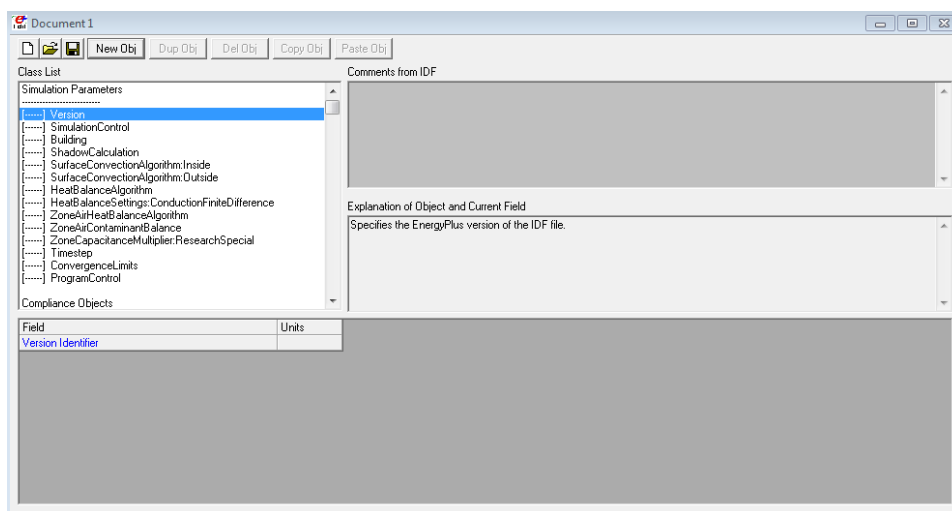 Document 1
New Obj Dup Obj Del Obj Copy Obj Paste Obj
Class List
Simulation Parameters
--------------------------
[------] Version
[------] SimulationControl
[------] Building
[------] ShadowCalculation
[------] SurfaceConvectionAlgorithm:Inside
[------] SurfaceConvectionAlgorithm:Outside
[------] HeatBalanceAlgorithm
[------] HeatBalanceSettings:ConductionFiniteDifference
[------] ZoneAirHeatBalanceAlgorithm
[------] ZoneAirContaminantBalance
[------] ZoneCapacitanceMultiplier:ResearchSpecial
[------] Timestep
[------] ConvergenceLimits
[------] ProgramControl
Compliance Objects
Comments from IDF
Explanation of Object and Current Field
Specifies the EnergyPlus version of the IDF file.
Field Units
Version Identifier